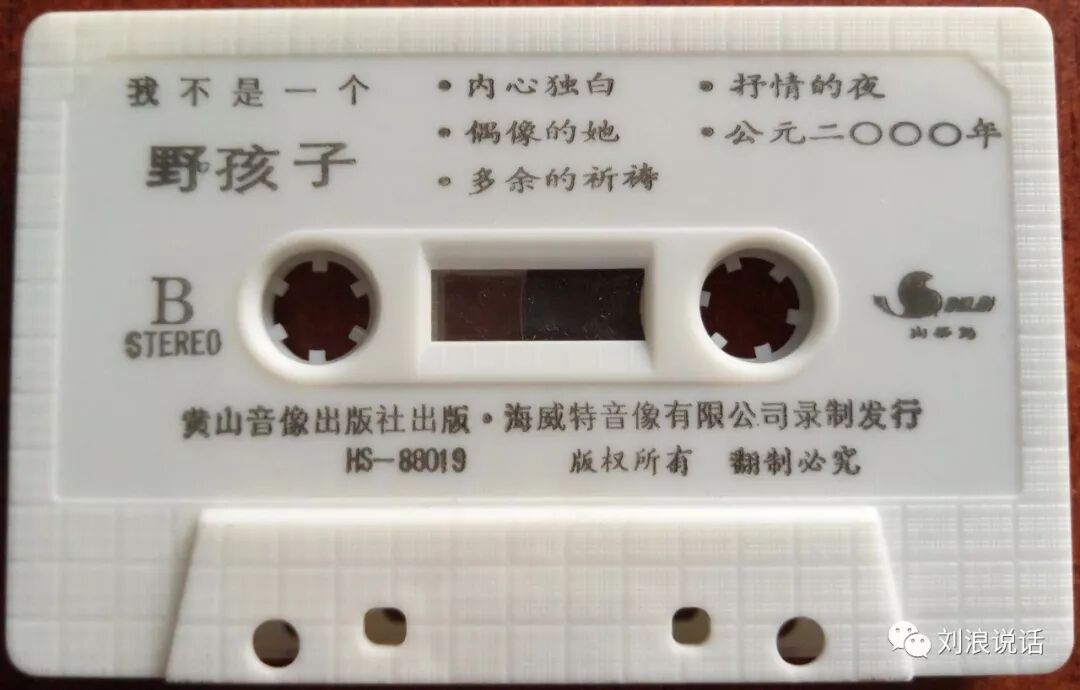 我不是一个
野孩子
·内心独白
·偶像的她
·多余的祈祷
·抒情的夜
·公元二〇〇〇年
B
STEREO
黄山音像出版社出版·海威特音像有限公司录制发行
HS-88019
版权所有 翻制必究
刘浪说话